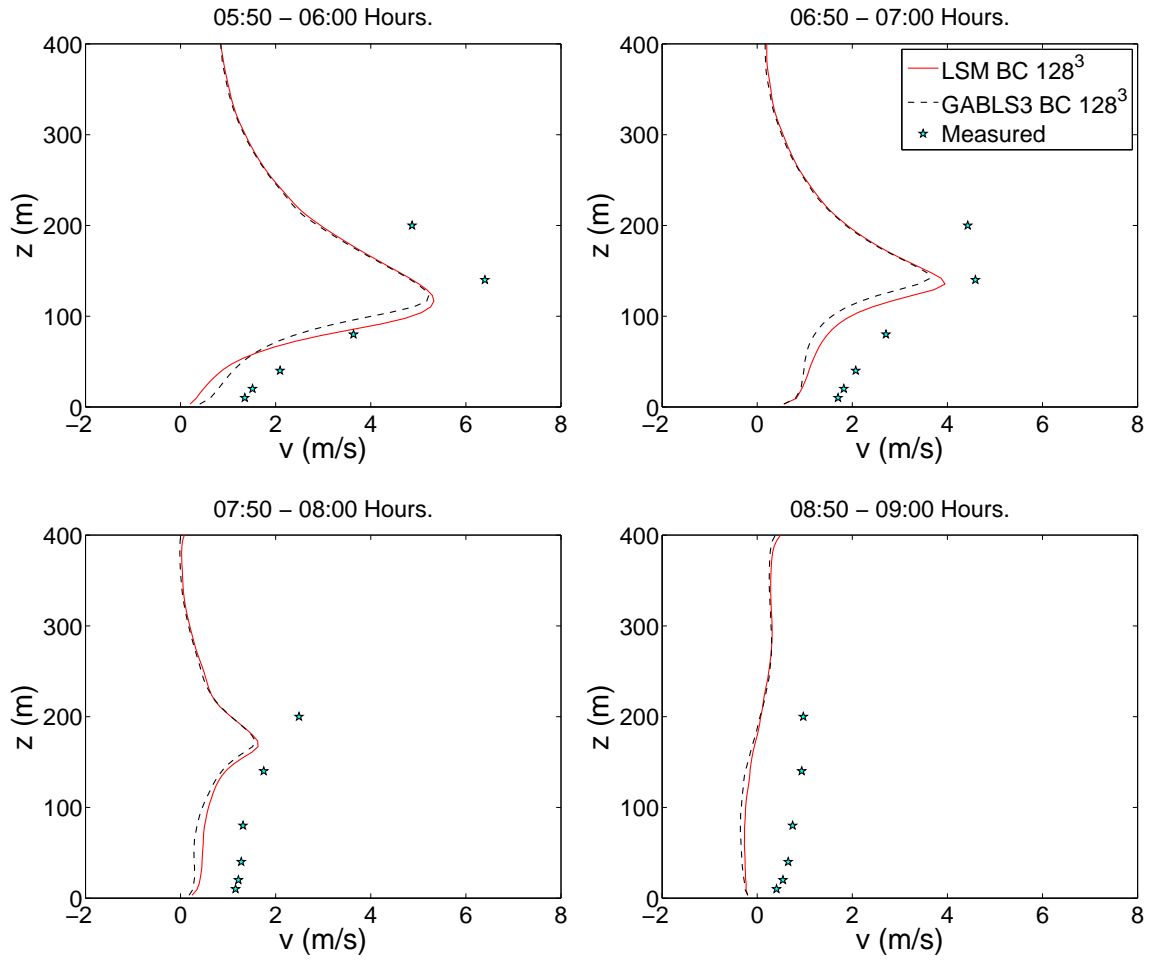 05:50 – 06:00 Hours.
400
300
200
100
0
z (m)
−2 0 2 4 6 8
v (m/s)
06:50 – 07:00 Hours.
LSM BC 128³
GABLS3 BC 128³
Measured
400
300
200
100
0
z (m)
−2 0 2 4 6 8
v (m/s)
07:50 – 08:00 Hours.
400
300
200
100
0
z (m)
−2 0 2 4 6 8
v (m/s)
08:50 – 09:00 Hours.
400
300
200
100
0
z (m)
−2 0 2 4 6 8
v (m/s)